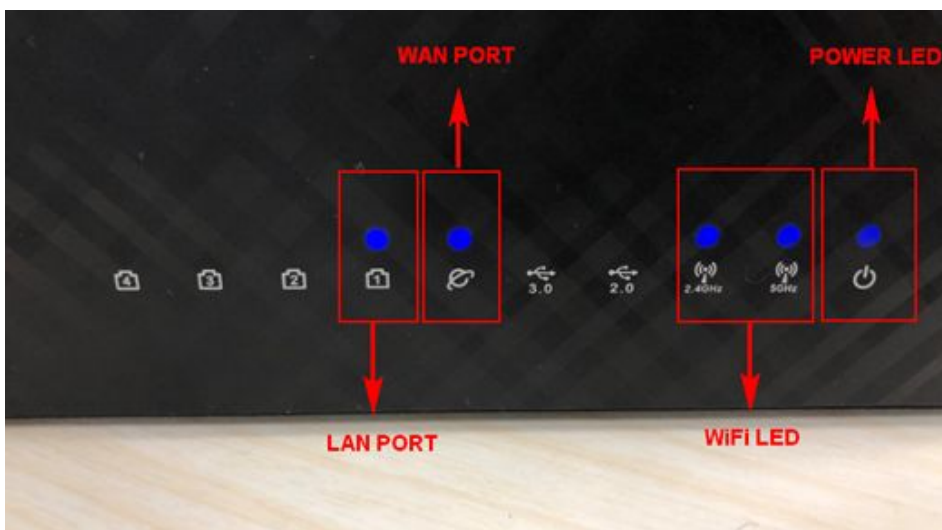 WAN PORT
POWER LED
4
3
2
1
3.0
2.0
2.4GHz
5GHz
LAN PORT
WiFi LED